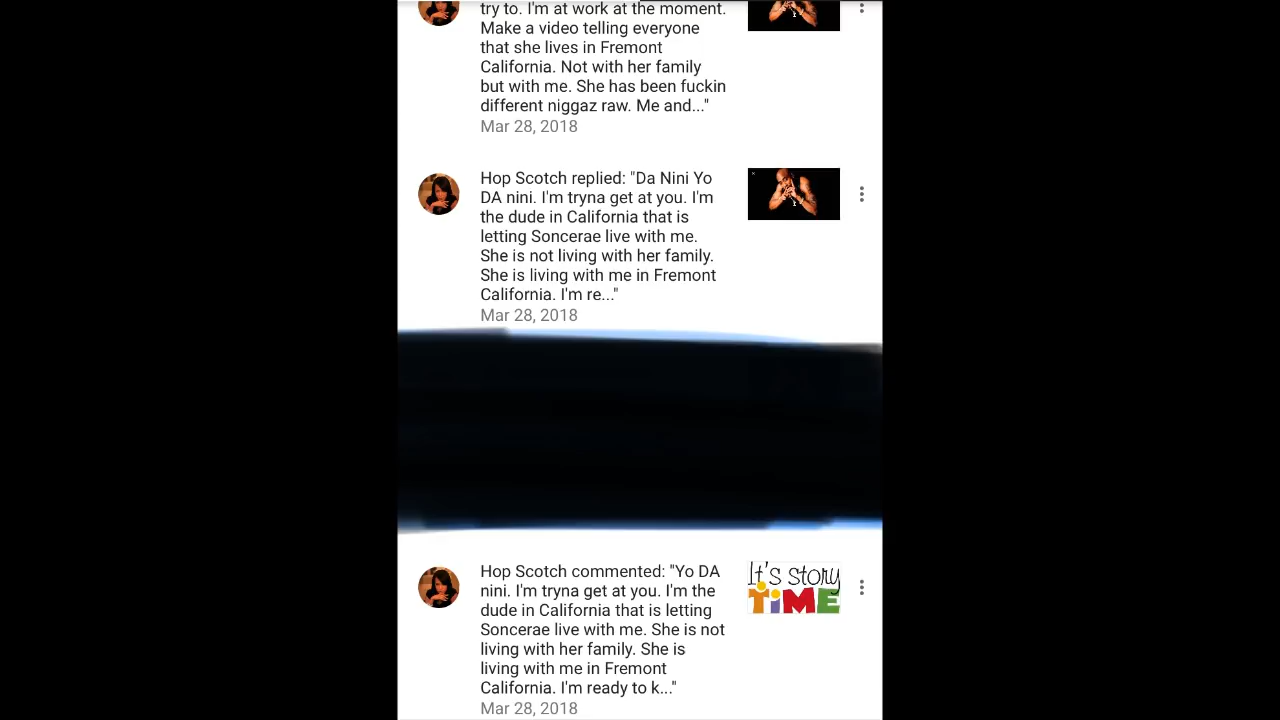 try to. I'm at work at the moment.
Make a video telling everyone
that she lives in Fremont
California. Not with her family
but with me. She has been fuckin
different niggaz raw. Me and..."
Mar 28, 2018
Hop Scotch replied: "Da Nini Yo
DA nini. I'm tryna get at you. I'm
the dude in California that is
letting Soncerae live with me.
She is not living with her family.
She is living with me in Fremont
California. I'm re..."
Mar 28, 2018
Hop Scotch commented: "Yo DA
nini. I'm tryna get at you. I'm the
dude in California that is letting
Soncerae live with me. She is not
living with her family. She is
living with me in Fremont
California. I'm ready to k..."
Mar 28, 2018
It's story
TiME